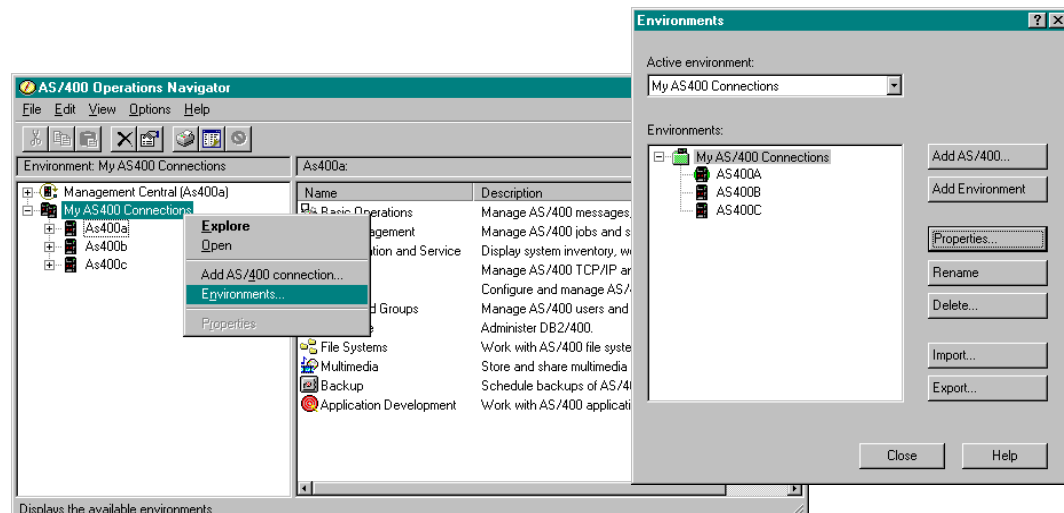 AS/400 Operations Navigator
File Edit View Options Help
Environment: My AS400 Connections
As400a:
Management Central (As400a)
My AS400 Connections
As400a
As400b
As400c
Explore
Open
Add AS/400 connection...
Environments...
Properties
Name Description
Basic Operations Manage AS/400 messages,
Manage AS/400 jobs and s
and Service Display system inventory, w
Manage AS/400 TCP/IP
Configure and manage AS/
Groups Manage AS/400 users and
Administer DB2/400.
File Systems Work with AS/400 file syste
Multimedia Store and share multimedia
Backup Schedule backups of AS/4
Application Development Work with AS/400 applicati
Displays the available environments
Environments
Active environment:
My AS400 Connections
Environments:
My AS/400 Connections
AS400A
AS400B
AS400C
Add AS/400...
Add Environment
Properties...
Rename
Delete...
Import...
Export...
Close
Help